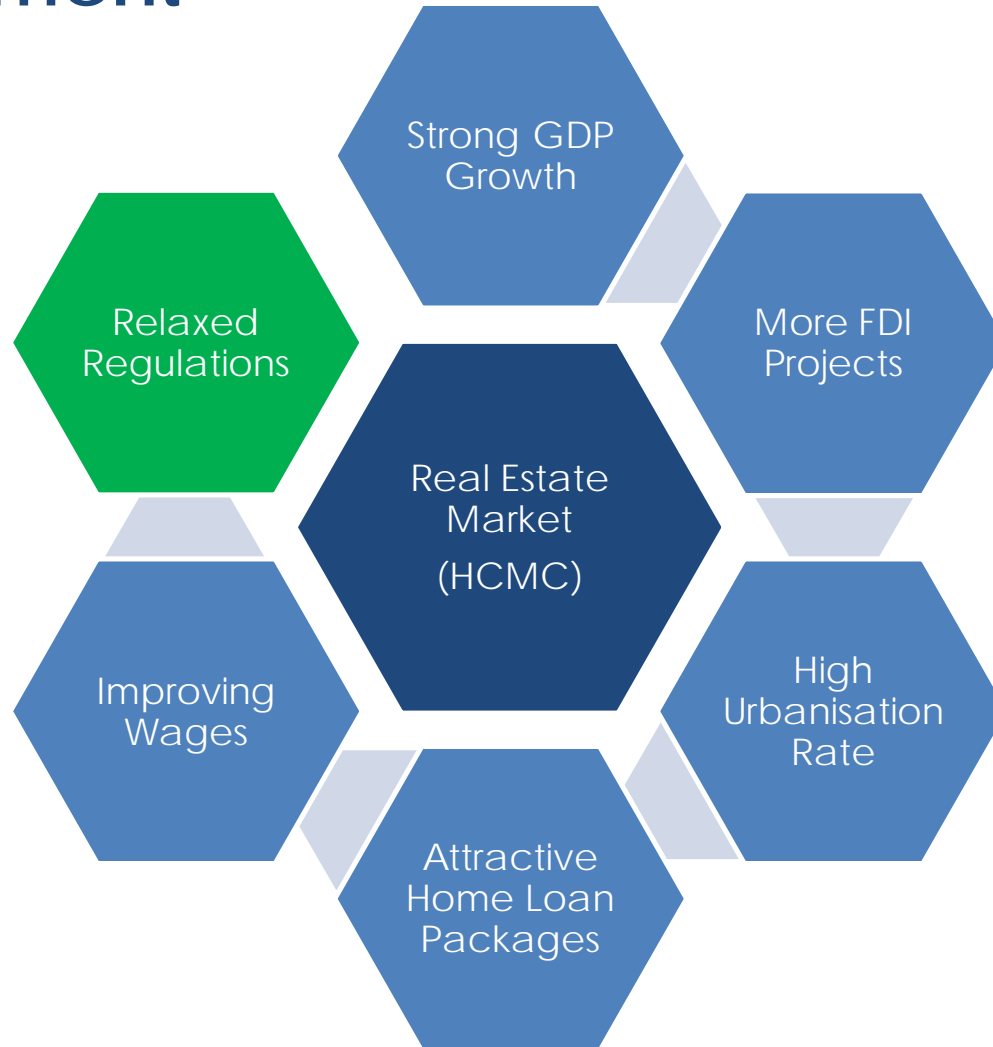 Strong GDP
Growth
More FDI
Projects
High
Urbanisation
Rate
Attractive
Home Loan
Packages
Improving
Wages
Relaxed
Regulations
Real Estate
Market
(HCMC)